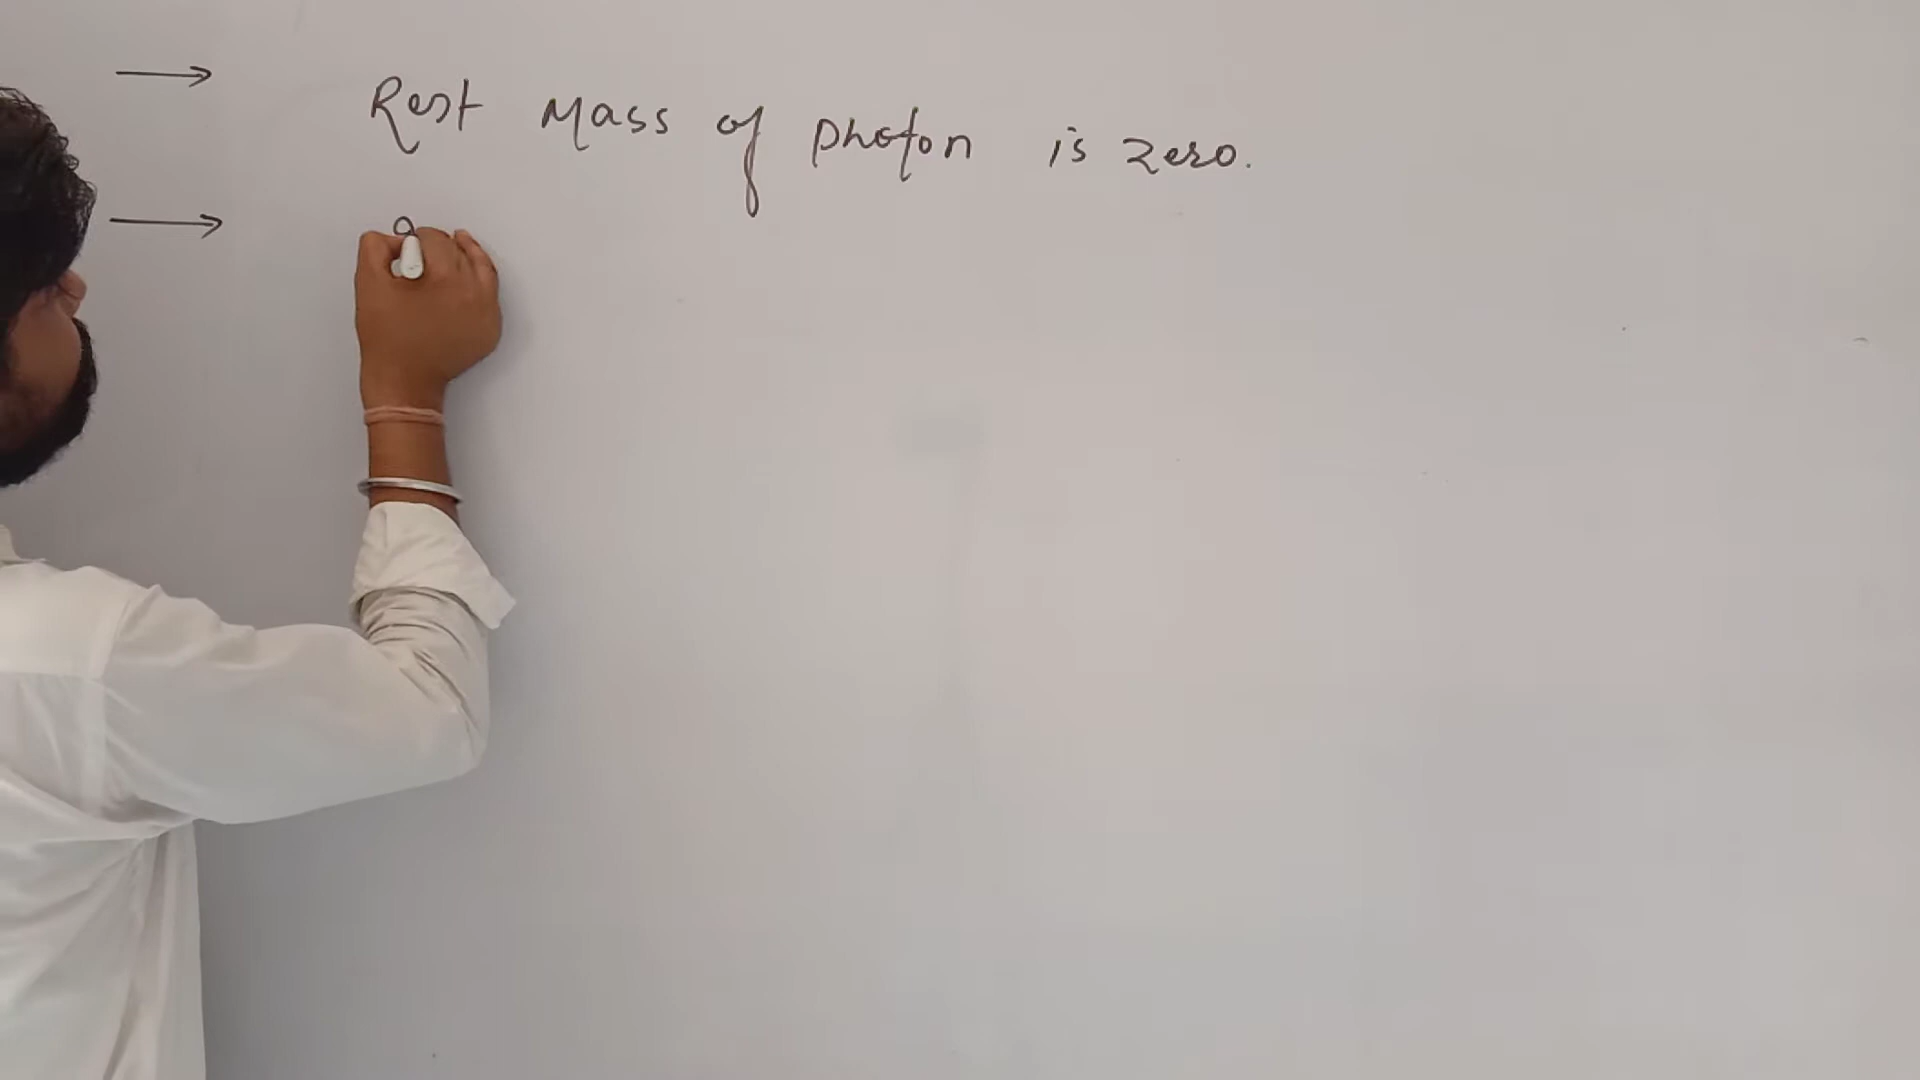 → Rest Mass of photon is zero.
→